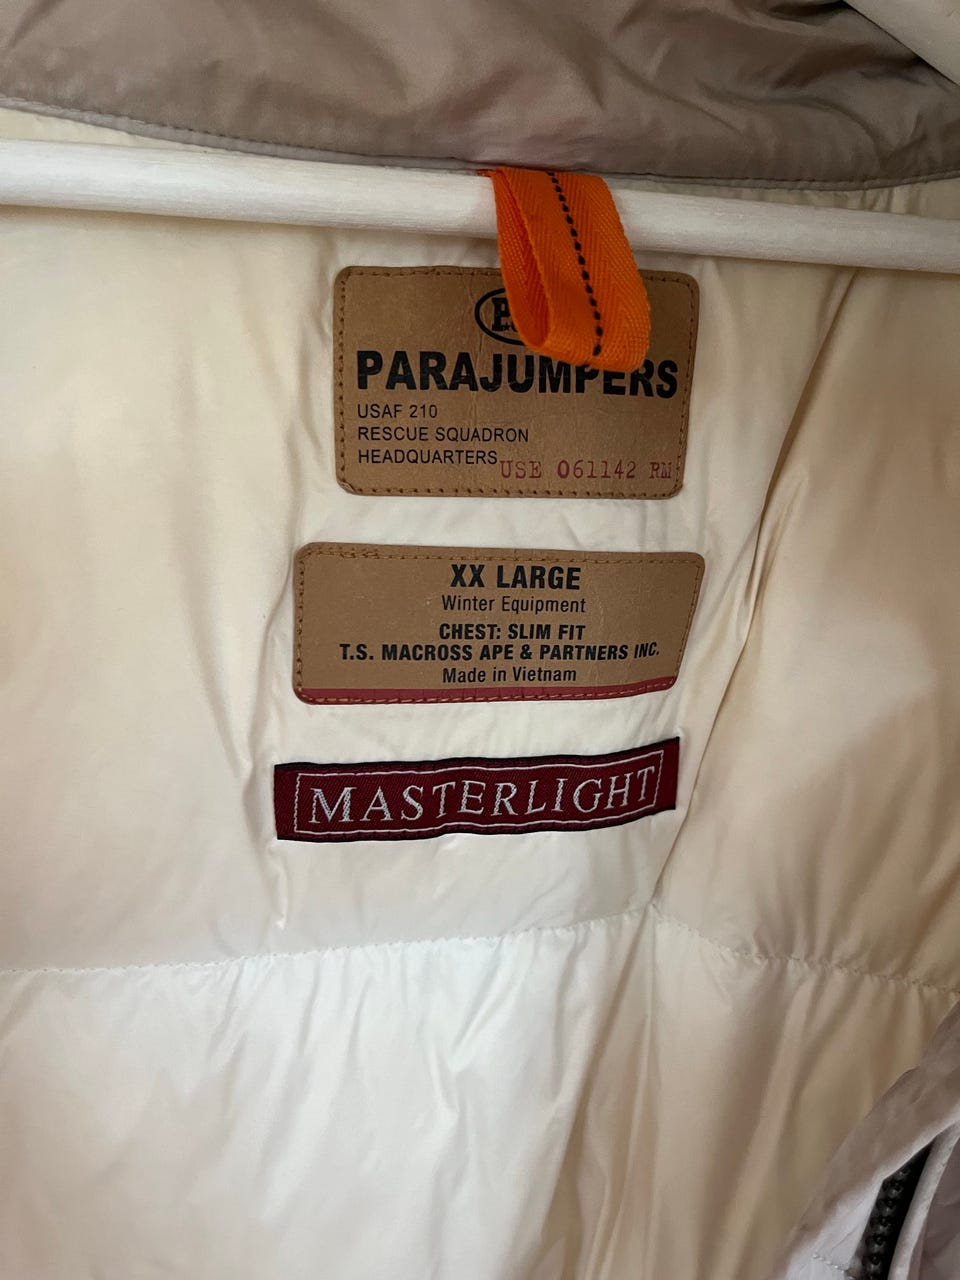 PARAJUMPERS
USAF 210
RESCUE SQUADRON
HEADQUARTERS
USE 061142 RM
XX LARGE
Winter Equipment
CHEST: SLIM FIT
T.S. MACROSS APE & PARTNERS INC.
Made in Vietnam
MASTERLIGHT